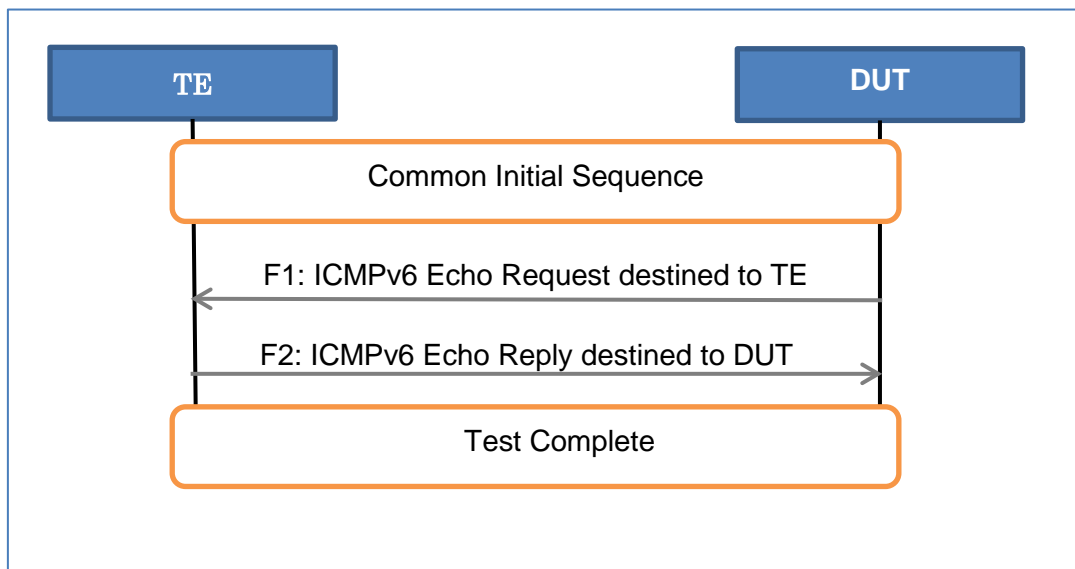 TE
DUT
Common Initial Sequence
F1: ICMPv6 Echo Request destined to TE
F2: ICMPv6 Echo Reply destined to DUT
Test Complete